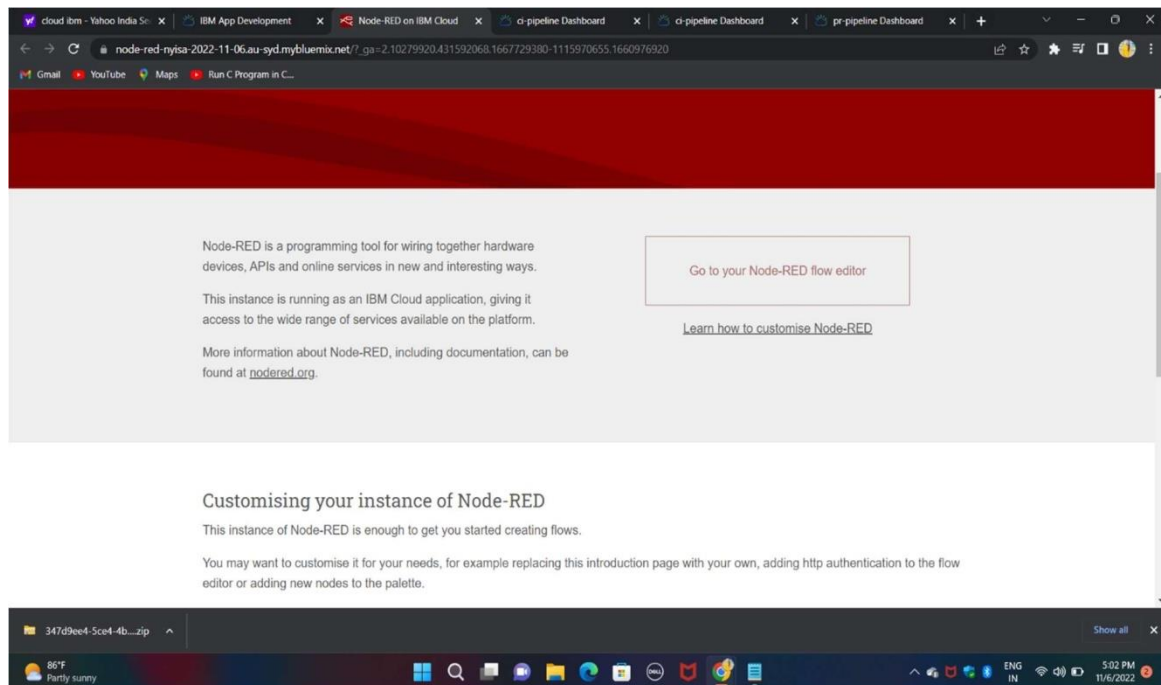 cloud ibm - Yahoo India Se
IBM App Development
Node-RED on IBM Cloud
ci-pipeline Dashboard
ci-pipeline Dashboard
pr-pipeline Dashboard
node-red-nyisa-2022-11-06.au-syd.mybluemix.net/?_ga=2.10279920.431592068.1667729380-1115970655.1660976920
Gmail
YouTube
Maps
Run C Program in C...
Node-RED is a programming tool for wiring together hardware
devices, APIs and online services in new and interesting ways.
This instance is running as an IBM Cloud application, giving it
access to the wide range of services available on the platform.
More information about Node-RED, including documentation, can be
found at nodered.org.
Go to your Node-RED flow editor
Learn how to customise Node-RED
Customising your instance of Node-RED
This instance of Node-RED is enough to get you started creating flows.
You may want to customise it for your needs, for example replacing this introduction page with your own, adding http authentication to the flow
editor or adding new nodes to the palette.
347d9ee4-5ce4-4b....zip
Show all
86°F
Partly sunny
DELL
ENG
IN
5:02 PM
11/6/2022
2